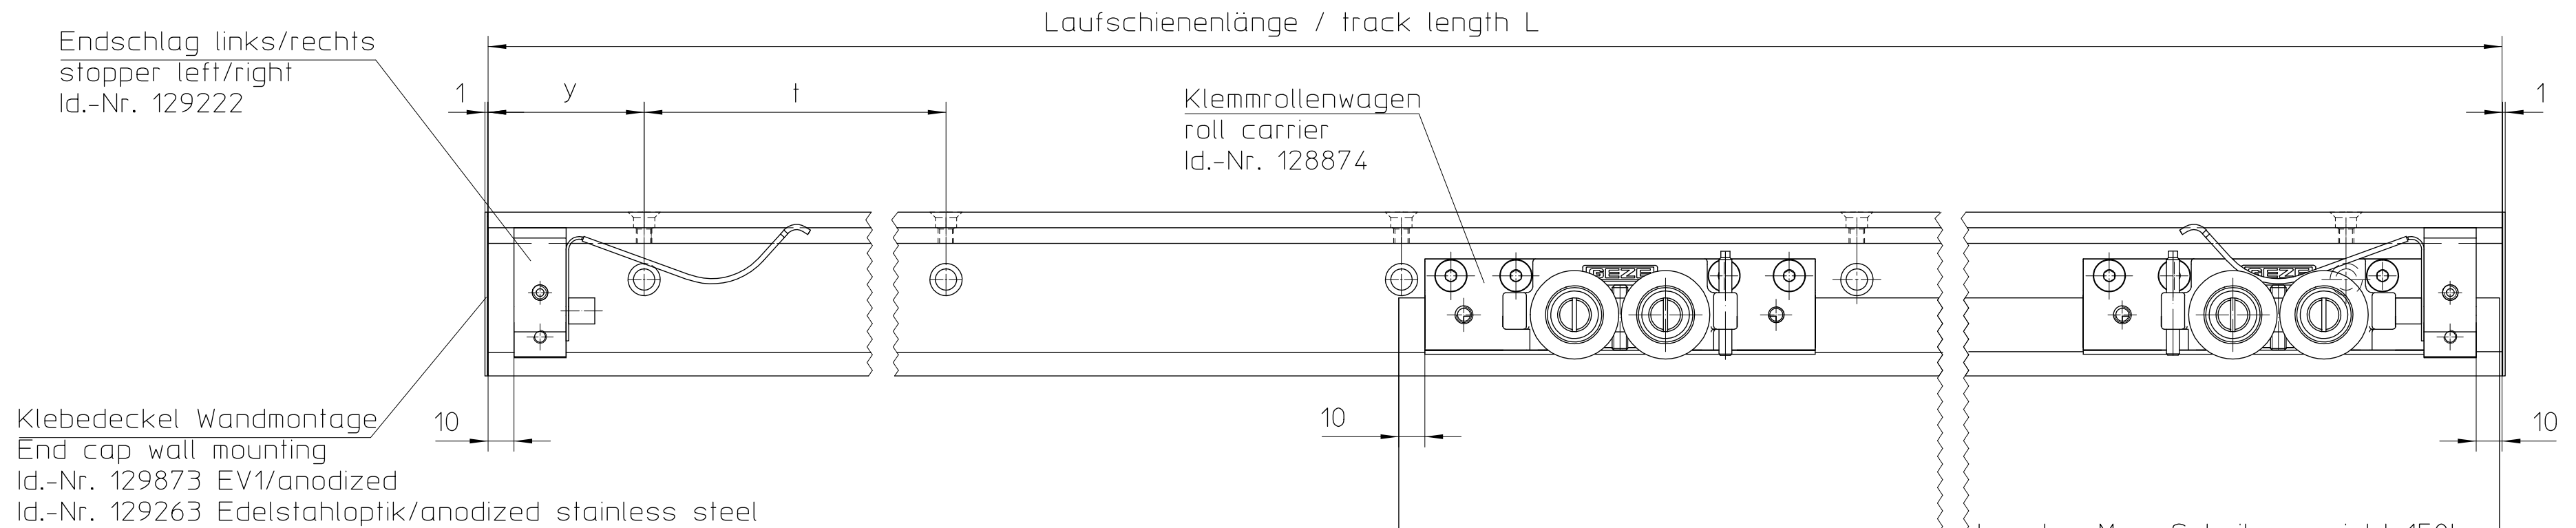 Laufschienenlänge / track length L
Endschlag links/rechts
stopper left/right
Id.-Nr. 129222
1
y
t
Klemmrollenwagen
roll carrier
Id.-Nr. 128874
1
GEZE
GEZE
Klebedeckel Wandmontage
End cap wall mounting
Id.-Nr. 129873 EV1/anodized
Id.-Nr. 129263 Edelstahloptik/anodized stainless steel
10
10
10